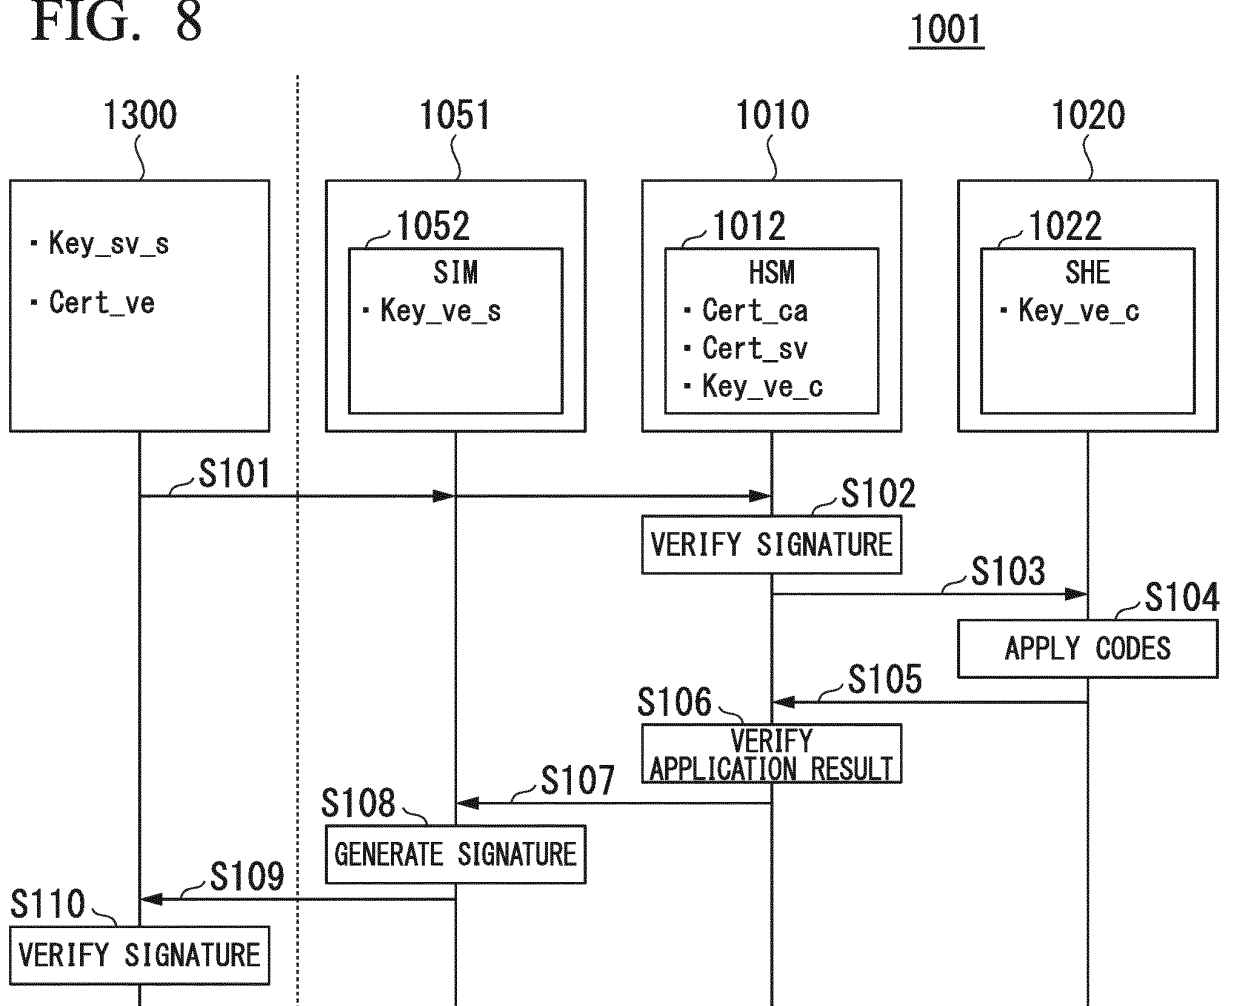 FIG. 8
1001
1300
1051
1010
1020
· Key_sv_s
· Cert_ve
1052
SIM
· Key_ve_s
1012
HSM
· Cert_ca
· Cert_sv
· Key_ve_c
1022
SHE
· Key_ve_c
S101
S102
VERIFY SIGNATURE
S103
S104
APPLY CODES
S105
S106
VERIFY
APPLICATION RESULT
S107
S108
GENERATE SIGNATURE
S109
S110
VERIFY SIGNATURE